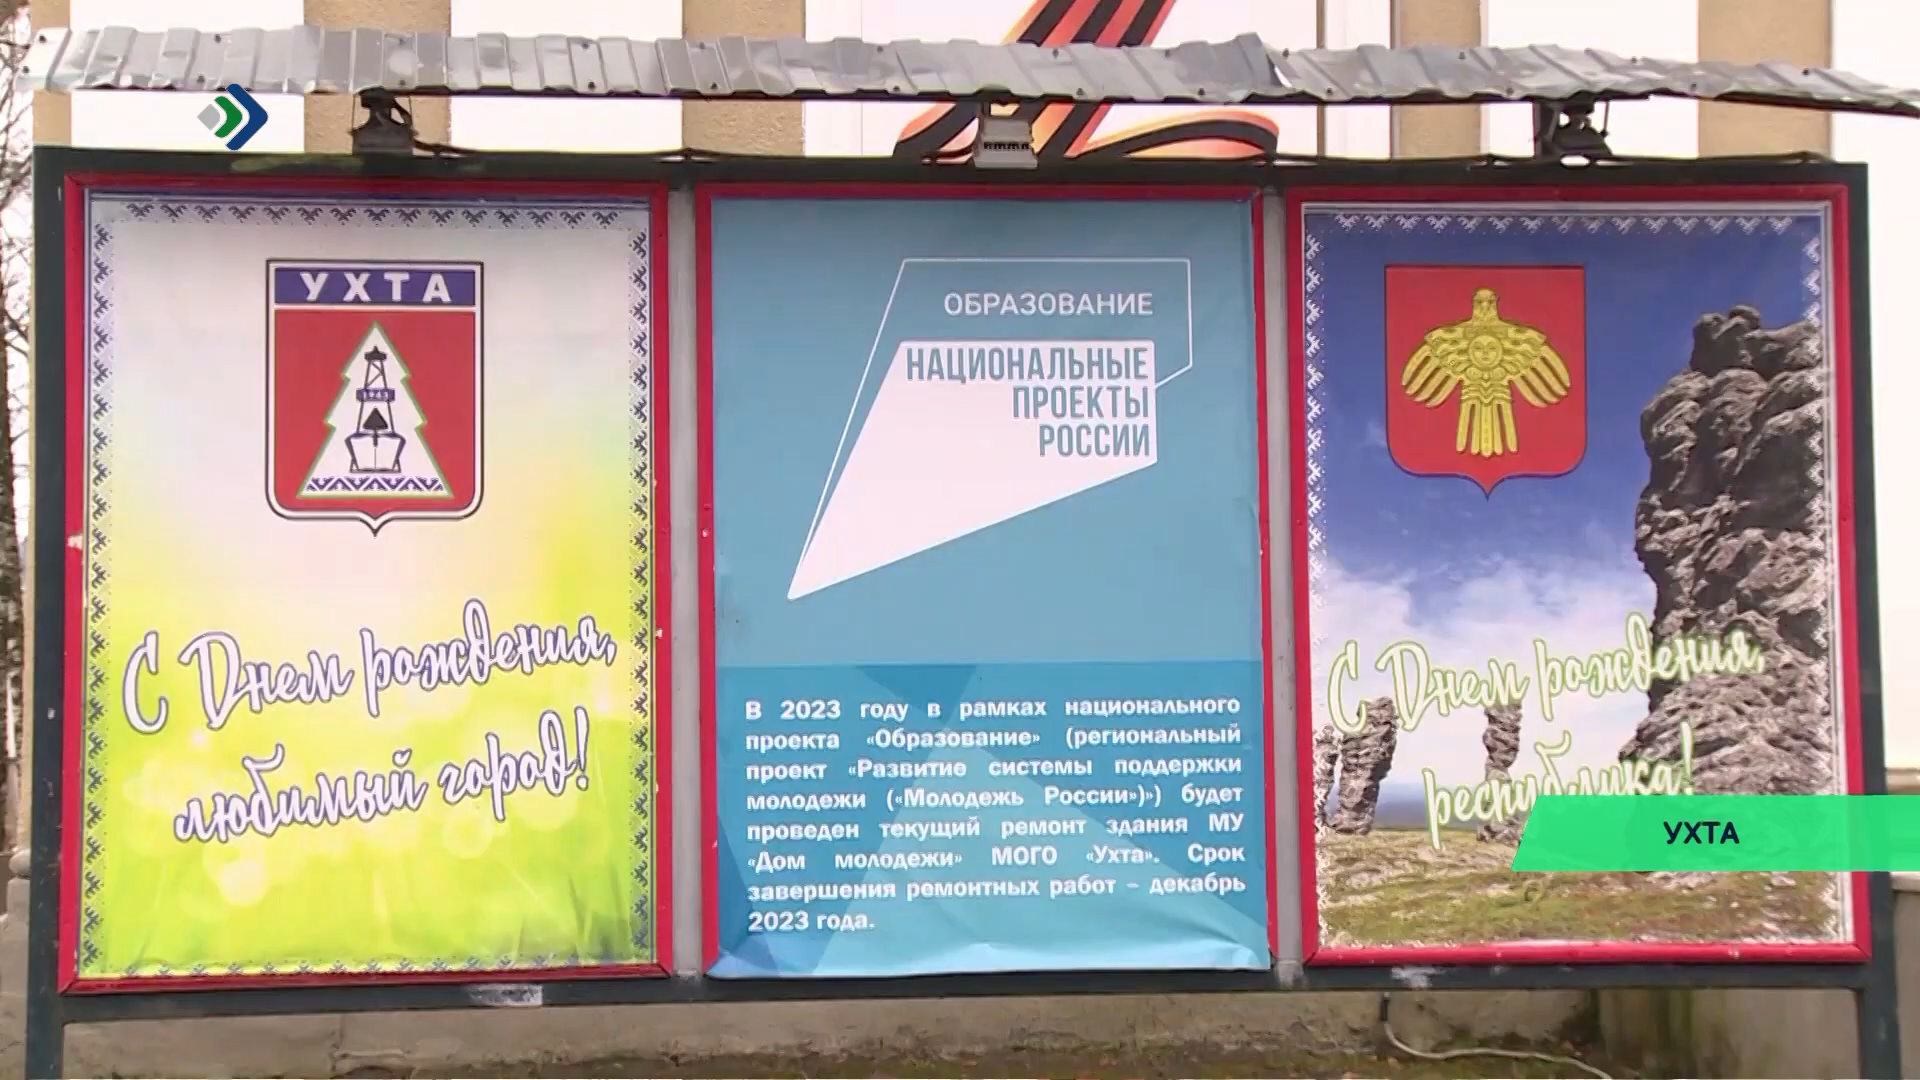 УХТА
1943
С Днем рождения,
любимый город!
ОБРАЗОВАНИЕ
НАЦИОНАЛЬНЫЕ
ПРОЕКТЫ
РОССИИ
В 2023 году в рамках национального
проекта «Образование» (региональный
проект «Развитие системы поддержки
молодежи («Молодежь России»)») будет
проведен текущий ремонт здания МУ
«Дом молодежи» МОГО «Ухта». Срок
завершения ремонтных работ – декабрь
2023 года.
С Днем рождения,
республика!
УХТА